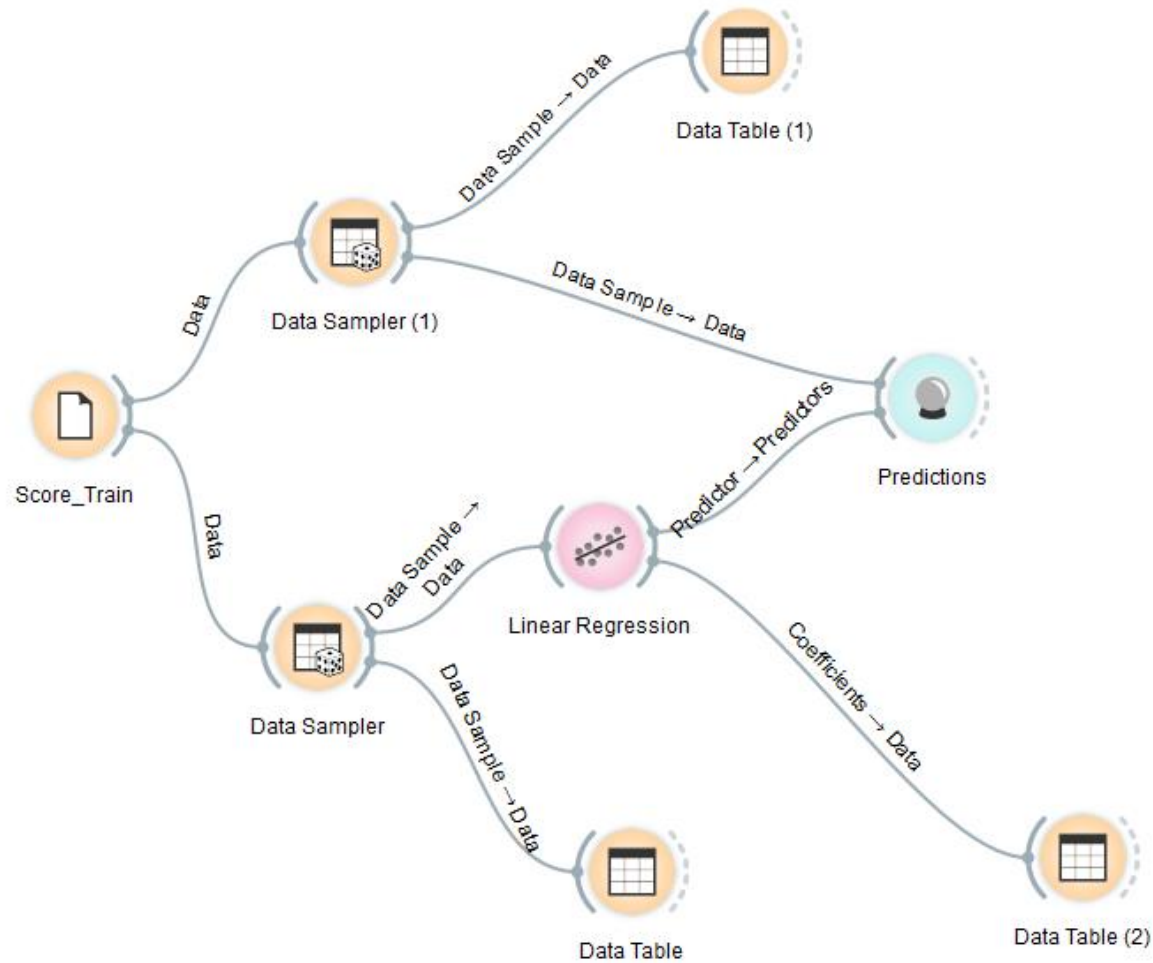 Data Sample → Data
Data Table (1)
Data
Data Sampler (1)
Data Sample → Data
Score_Train
Predictor → Predictors
Predictions
Data
Data Sample →
Data
Linear Regression
Data Sampler
Data Sample → Data
Coefficients → Data
Data Table
Data Table (2)